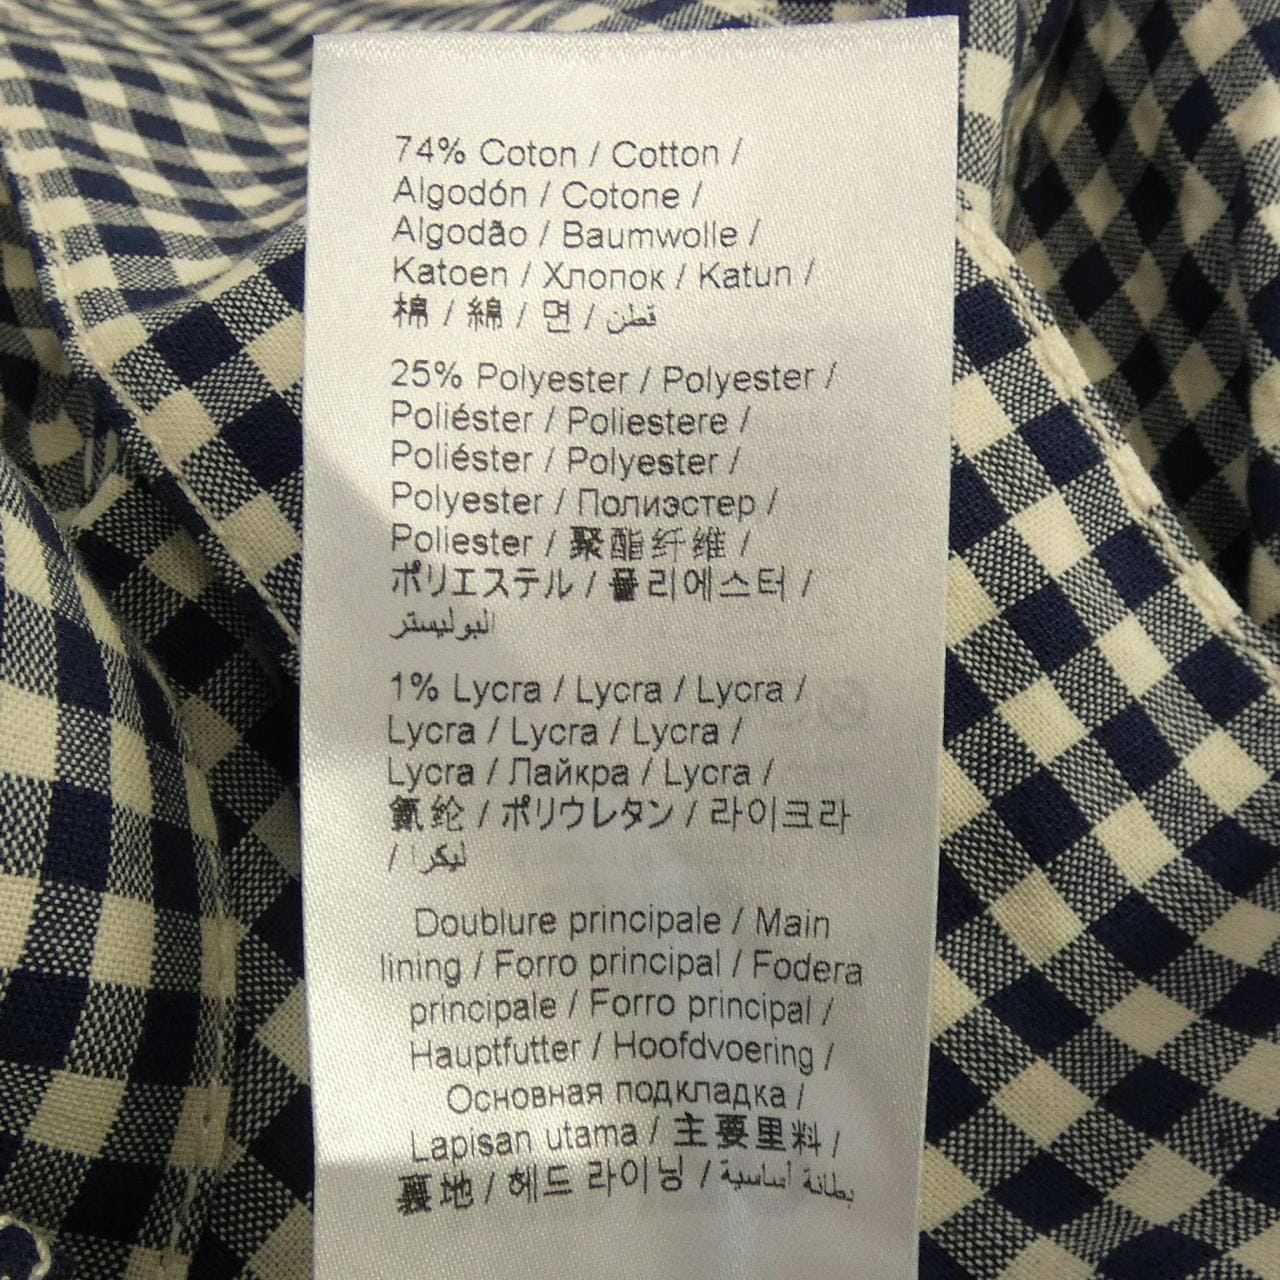 74% Coton / Cotton /
Algodón / Cotone /
Algodão / Baumwolle /
Katoen / Хлопок / Katun /
棉 / 綿 / 면 / قطن
25% Polyester / Polyester /
Poliéster / Poliestere /
Poliéster / Polyester /
Polyester / Полиэстер /
Poliester / 聚酯纤维 /
ポリエステル / 폴리에스터 /
البوليستر
1% Lycra / Lycra / Lycra /
Lycra / Lycra / Lycra /
Lycra / Лайкра / Lycra /
氨纶 / ポリウレタン / 라이크라
/ ليكرا
Doublure principale / Main
lining / Forro principal / Fodera
principale / Forro principal /
Hauptfutter / Hoofdvoering /
Основная подкладка /
Lapisan utama / 主要里料 /
裏地 / 헤드 라이닝 / بطانة أساسية